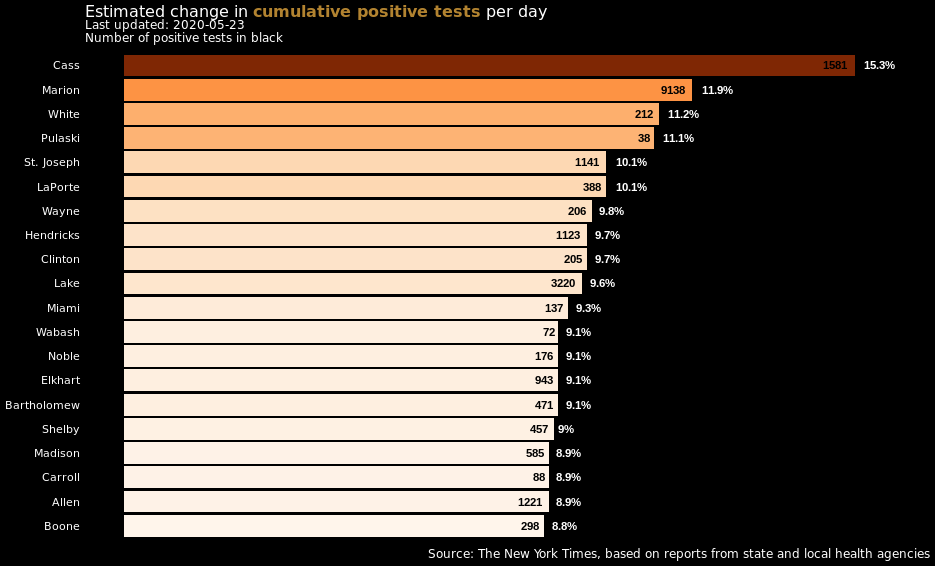 Estimated change in cumulative positive tests per day
Last updated: 2020-05-23
Number of positive tests in black
Cass 1581 15.3%
Marion 9138 11.9%
White 212 11.2%
Pulaski 38 11.1%
St. Joseph 1141 10.1%
LaPorte 388 10.1%
Wayne 206 9.8%
Hendricks 1123 9.7%
Clinton 205 9.7%
Lake 3220 9.6%
Miami 137 9.3%
Wabash 72 9.1%
Noble 176 9.1%
Elkhart 943 9.1%
Bartholomew 471 9.1%
Shelby 457 9%
Madison 585 8.9%
Carroll 88 8.9%
Allen 1221 8.9%
Boone 298 8.8%
Source: The New York Times, based on reports from state and local health agencies